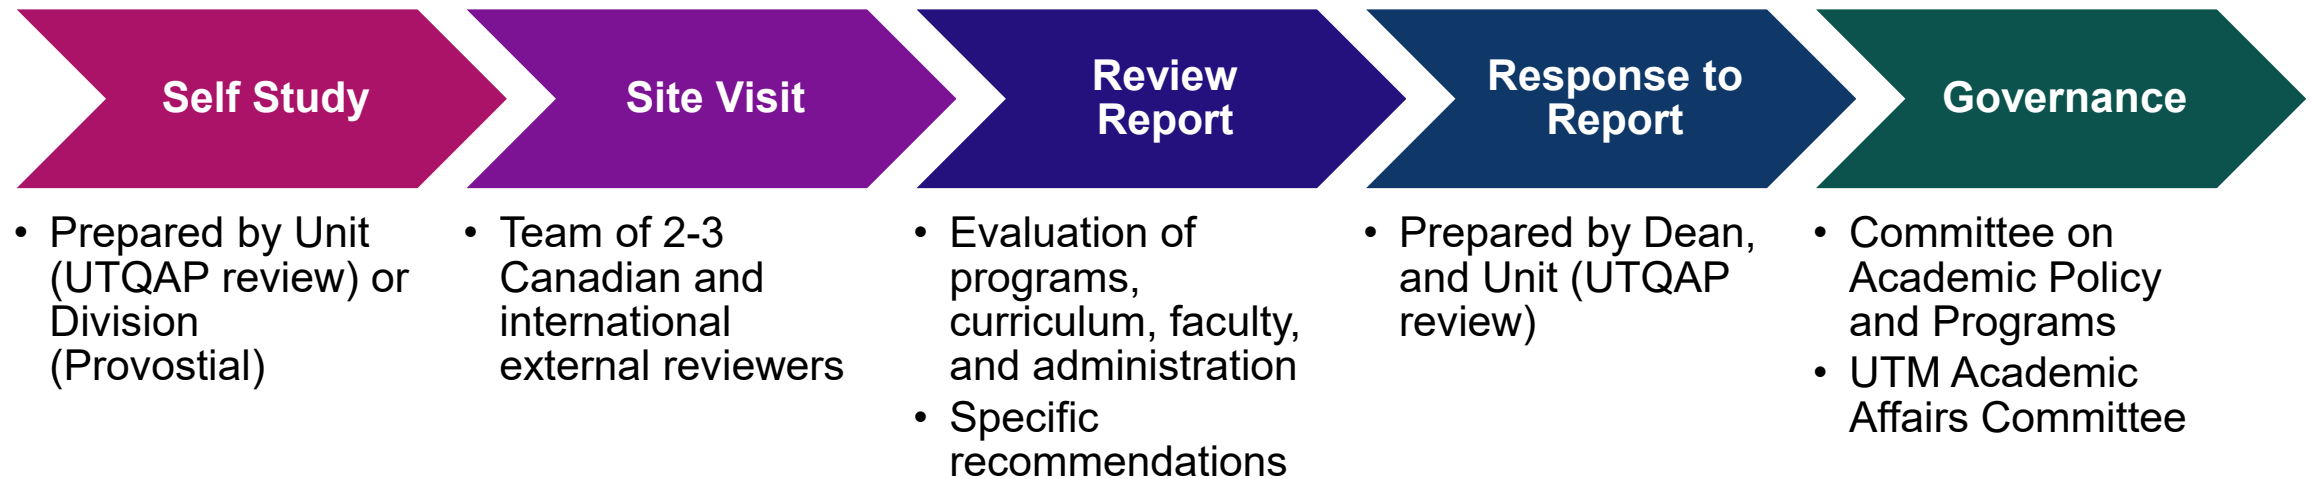 Self Study
• Prepared by Unit
(UTQAP review) or
Division
(Provostial)
Site Visit
• Team of 2-3
Canadian and
international
external reviewers
Review
Report
• Evaluation of
programs,
curriculum, faculty,
and administration
• Specific
recommendations
Response to
Report
• Prepared by Dean,
and Unit (UTQAP
review)
Governance
• Committee on
Academic Policy
and Programs
• UTM Academic
Affairs Committee